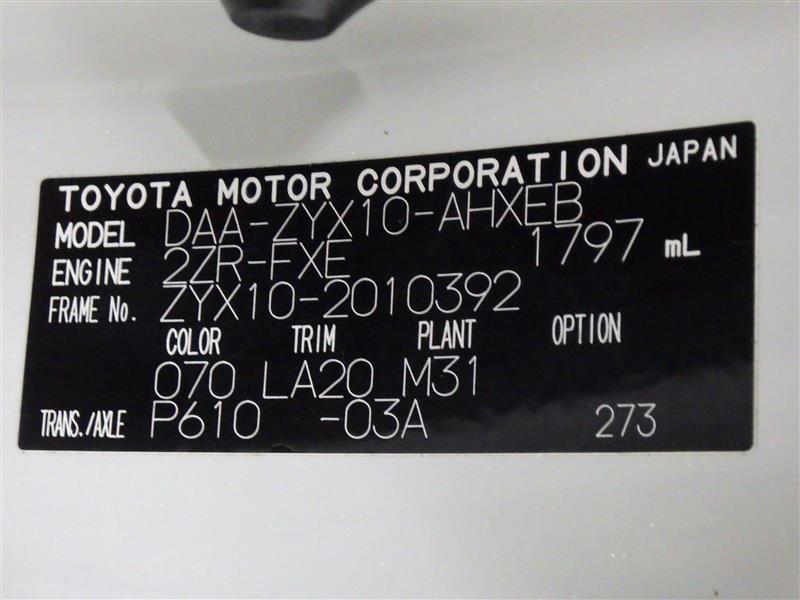 TOYOTA MOTOR CORPORATION JAPAN
MODEL DAA-ZYX10-AHXEB
ENGINE 2ZR-FXE 1797 mL
FRAME No. ZYX10-2010392
COLOR TRIM PLANT OPTION
070 LA20 M31
TRANS./AXLE P610 -03A 273